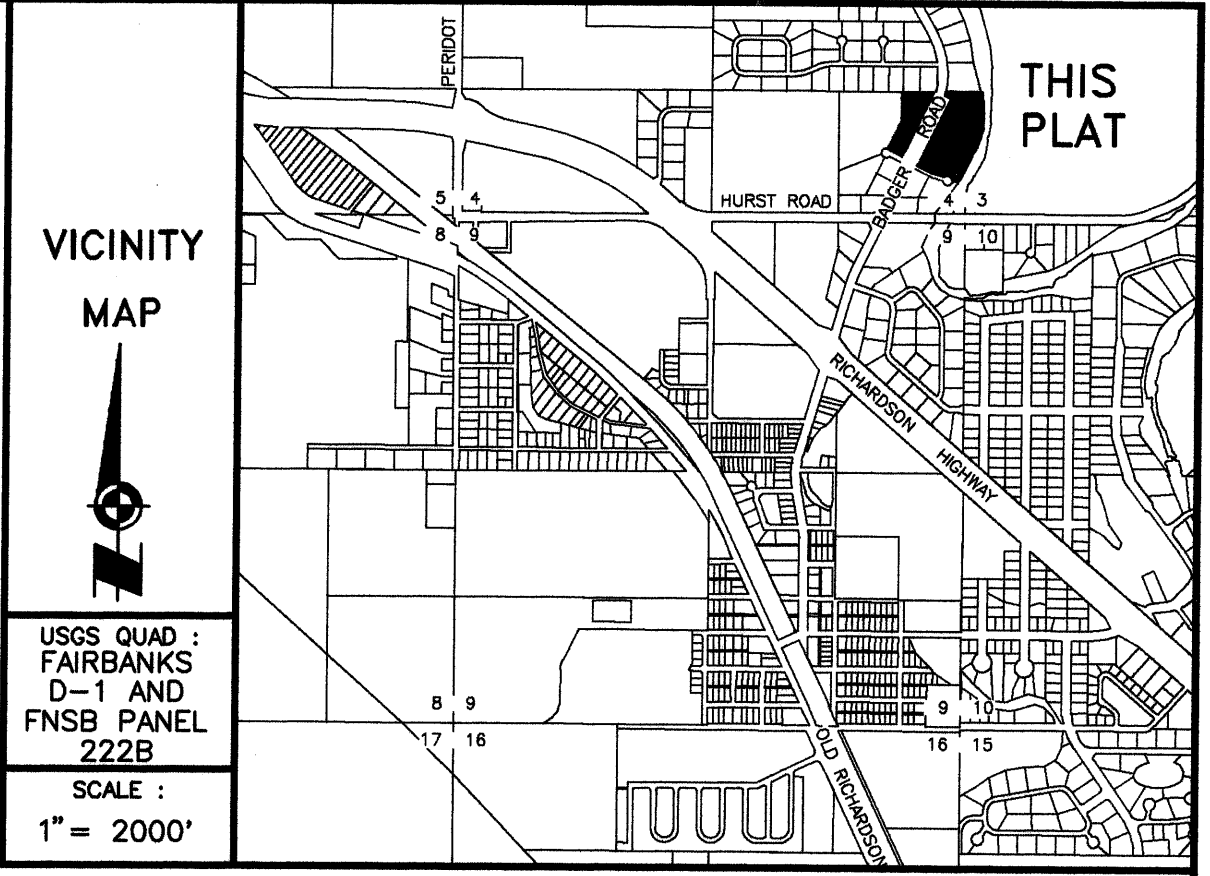 VICINITY
MAP
N
USGS QUAD :
FAIRBANKS
D-1 AND
FNSB PANEL
222B
SCALE :
1" = 2000'
PERIDOT
THIS
PLAT
ROAD
BADGER
HURST ROAD
5 4
8 9
4 3
9 10
RICHARDSON
HIGHWAY
8 9
17 16
9 10
16 15
OLD RICHARDSON